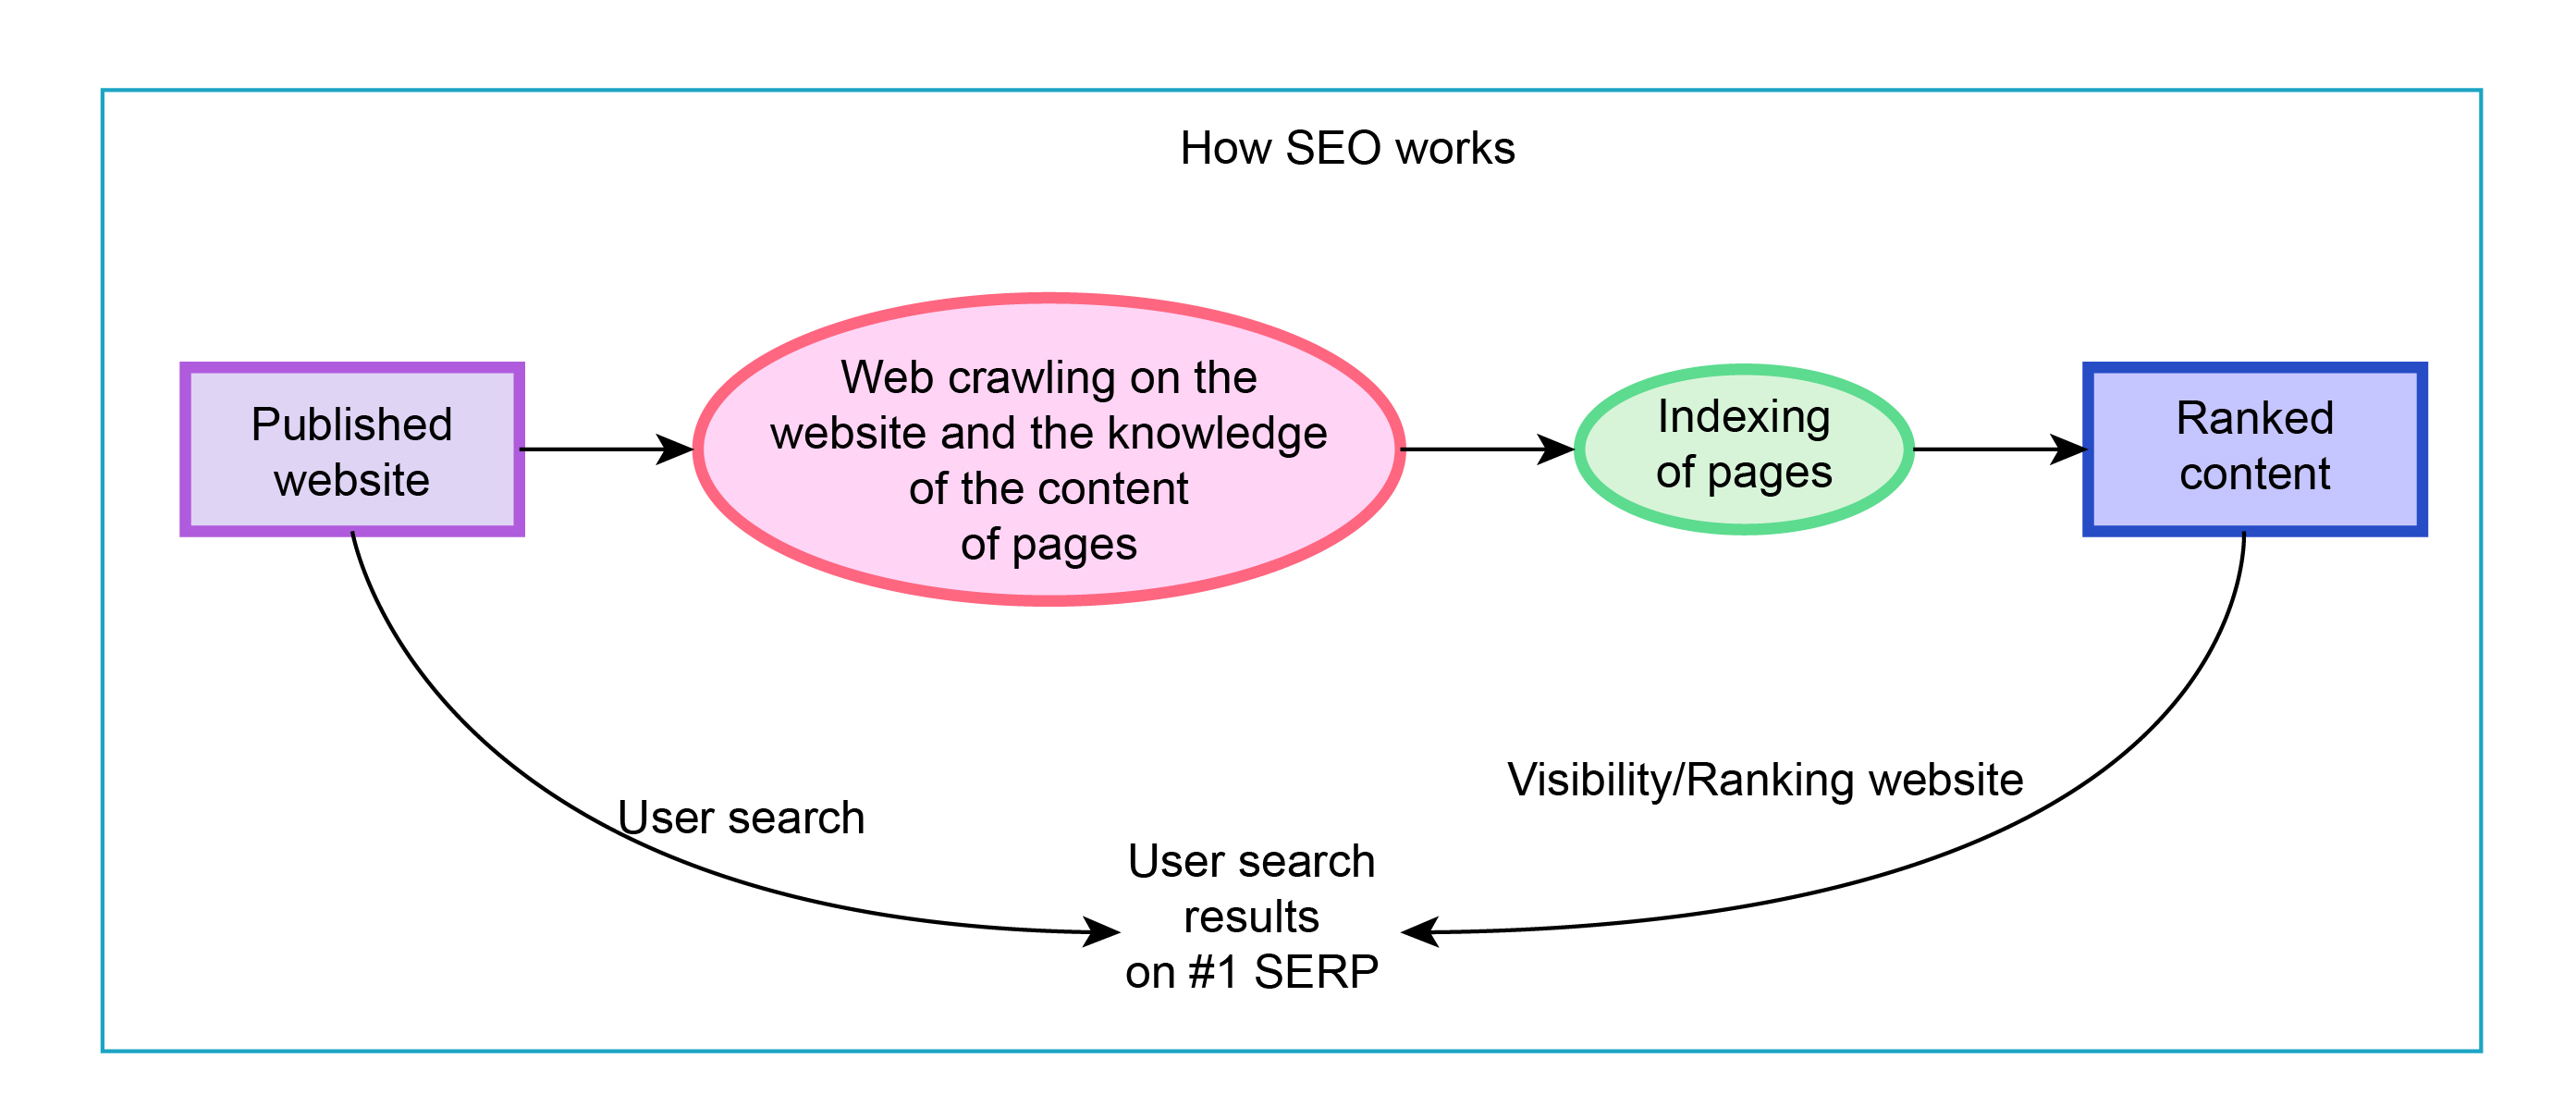 How SEO works
Published
website
Web crawling on the
website and the knowledge
of the content
of pages
Indexing
of pages
Ranked
content
User search
Visibility/Ranking website
User search
results
on #1 SERP